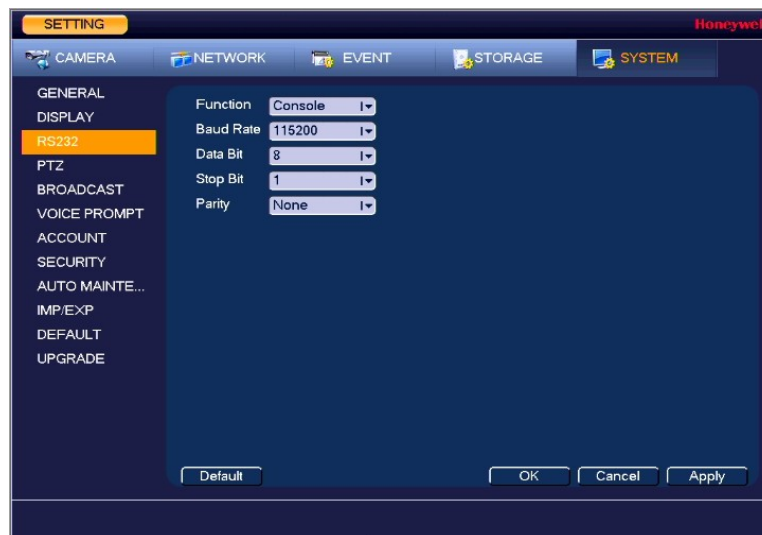 SETTING
Honeywel
CAMERA NETWORK EVENT STORAGE SYSTEM
GENERAL
DISPLAY
RS232
PTZ
BROADCAST
VOICE PROMPT
ACCOUNT
SECURITY
AUTO MAINTE...
IMP/EXP
DEFAULT
UPGRADE
Function Console
Baud Rate 115200
Data Bit 8
Stop Bit 1
Parity None
Default OK Cancel Apply